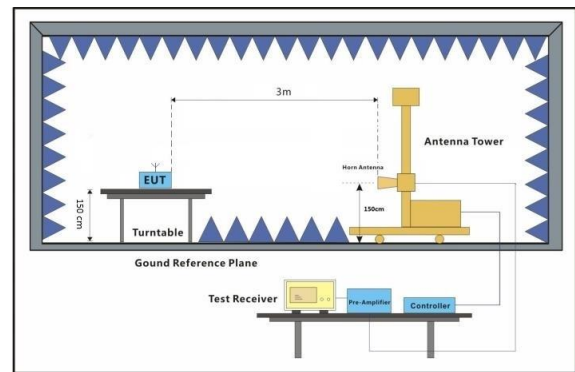 3m
Antenna Tower
Horn Antenna
EUT
150 cm
150cm
Turntable
Gound Reference Plane
Test Receiver
Pre-Amplifier
Controller